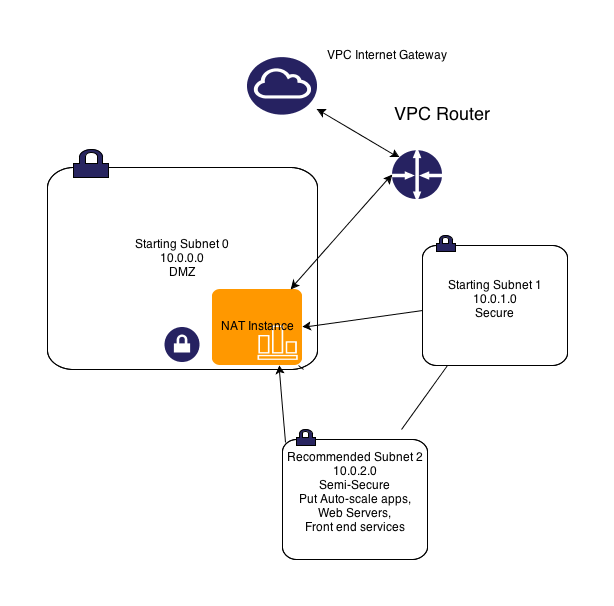 VPC Internet Gateway
VPC Router
Starting Subnet 0
10.0.0.0
DMZ
NAT Instance
Starting Subnet 1
10.0.1.0
Secure
Recommended Subnet 2
10.0.2.0
Semi-Secure
Put Auto-scale apps,
Web Servers,
Front end services